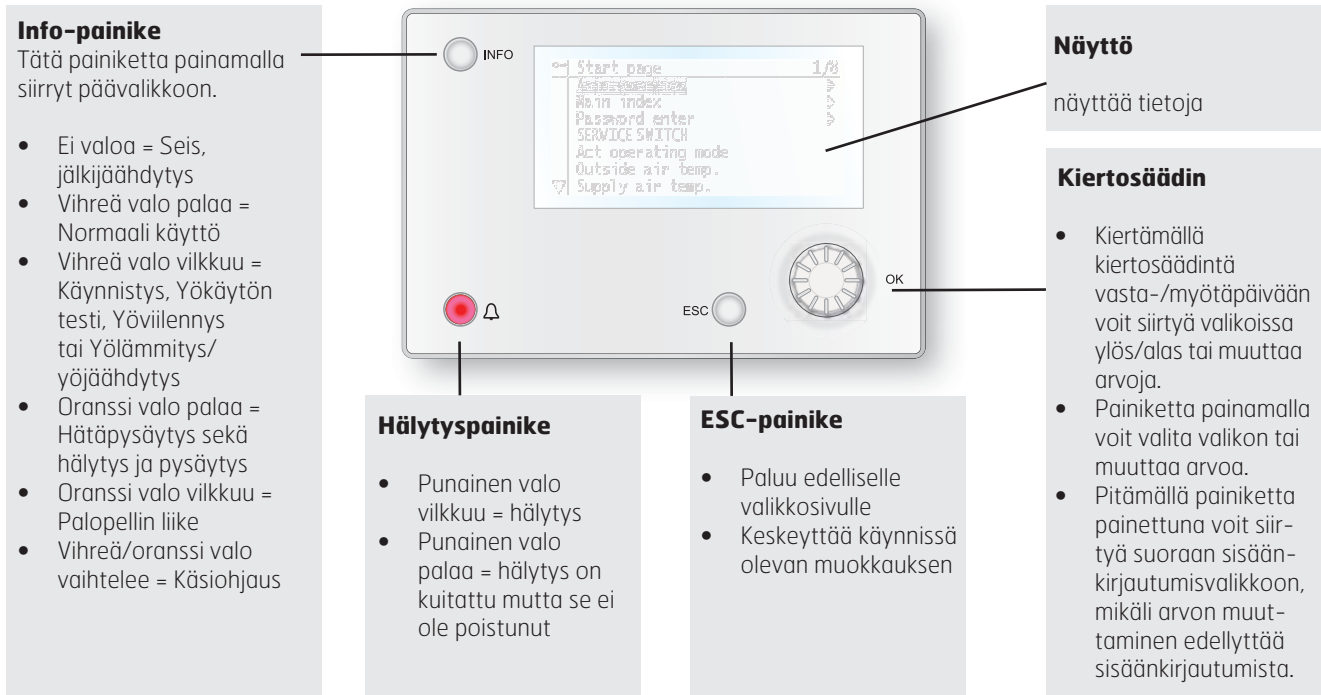 Info-painike
Tätä painiketta painamalla
siirryt päävalikkoon.
• Ei valoa = Seis,
jälkijäähdytys
• Vihreä valo palaa =
Normaali käyttö
• Vihreä valo vilkkuu =
Käynnistys, Yökäytön
testi, Yöviilennys
tai Yölämmitys/
yöjäähdytys
• Oranssi valo palaa =
Hätäpysäytys sekä
hälytys ja pysäytys
• Oranssi valo vilkkuu =
Palopellin liike
• Vihreä/oranssi valo
vaihtelee = Käsiohjaus
INFO
Start page 1/8
Main index
Password enter
SERVICE SWITCH
Act operating mode
Outside air temp.
Supply air temp.
OK
ESC
Hälytyspainike
• Punainen valo
vilkkuu = hälytys
• Punainen valo
palaa = hälytys on
kuitattu mutta se ei
ole poistunut
ESC-painike
• Paluu edelliselle
valikkosivulle
• Keskeyttää käynnissä
olevan muokkauksen
Näyttö
näyttää tietoja
Kiertosäädin
• Kiertämällä
kiertosäädintä
vasta-/myötäpäivään
voit siirtyä valikoissa
ylös/alas tai muuttaa
arvoja.
• Painiketta painamalla
voit valita valikon tai
muuttaa arvoa.
• Pitämällä painiketta
painettuna voit siir-
tyä suoraan sisään-
kirjautumisvalikkoon,
mikäli arvon muut-
taminen edellyttää
sisäänkirjautumista.